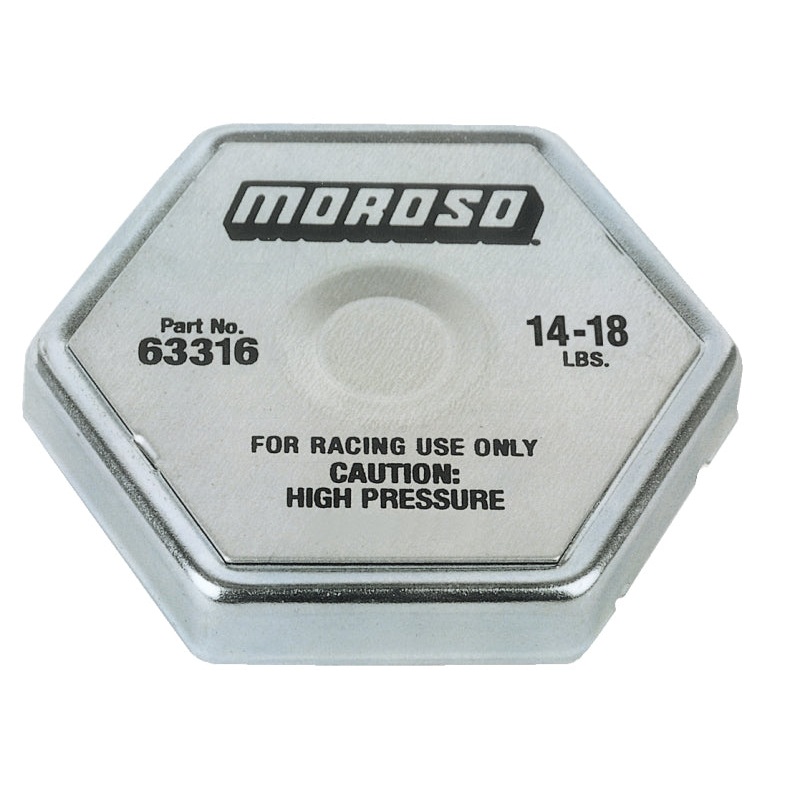 MOROSO
Part No.
63316
14-18
LBS.
FOR RACING USE ONLY
CAUTION:
HIGH PRESSURE